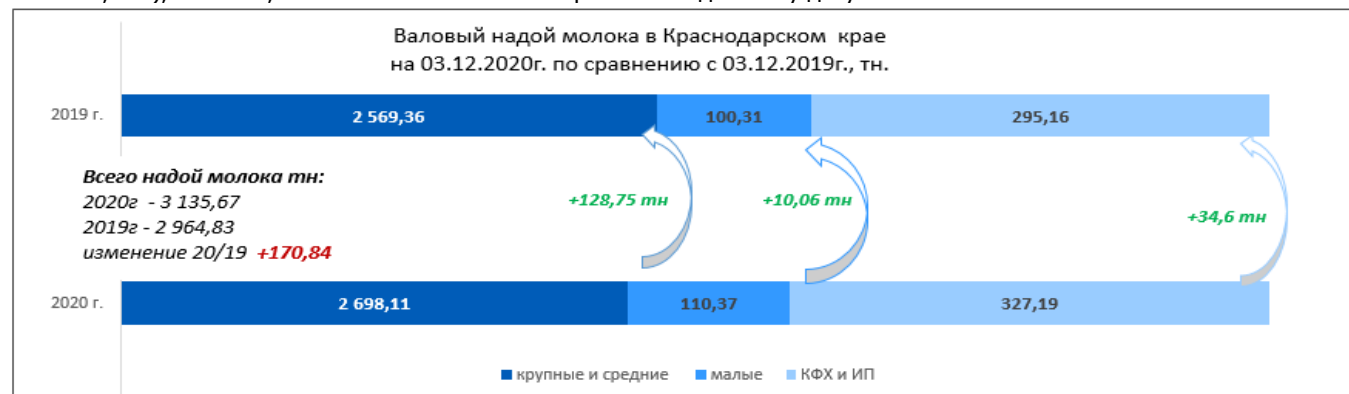 Валовый надой молока в Краснодарском крае
на 03.12.2020г. по сравнению с 03.12.2019г., тн.
2019 г.
2 569,36
100,31
295,16
Всего надой молока тн:
2020г - 3 135,67
2019г - 2 964,83
изменение 20/19 +170,84
+128,75 тн
+10,06 тн
+34,6 тн
2020 г.
2 698,11
110,37
327,19
крупные и средние
малые
КФХ и ИП